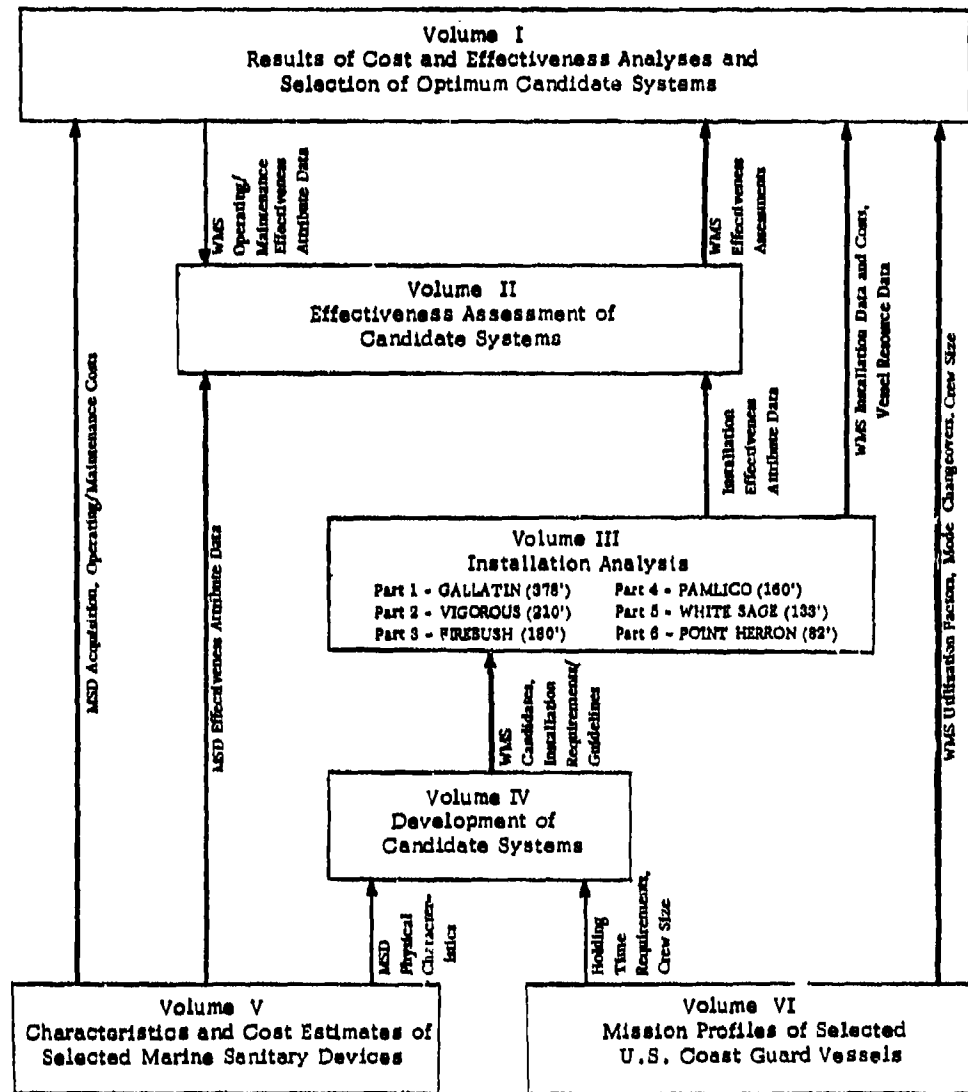 Volume I
Results of Cost and Effectiveness Analyses and
Selection of Optimum Candidate Systems
MSD Acquisition, Operating/Maintenance Costs
WMS
Operating/
Maintenance
Effectiveness
Attribute Data
WMS
Effectiveness
Assessments
WMS Installation Data and Costs,
Vessel Resource Data
WMS Utilization Factors, Mode Changeovers, Crew Size
Volume II
Effectiveness Assessment of
Candidate Systems
MSD Effectiveness Attribute Data
Installation
Effectiveness
Attribute Data
Volume III
Installation Analysis
Part 1 - GALLATIN (378')
Part 4 - PAMLICO (160')
Part 2 - VIGOROUS (210')
Part 5 - WHITE SAGE (133')
Part 3 - FIREBUSH (180')
Part 6 - POINT HERRON (82')
WMS
Candidates,
Installation
Requirements/
Guidelines
Volume IV
Development of
Candidate Systems
MSD
Physical
Character-
istics
Holding
Time
Requirements,
Crew Size
Volume V
Characteristics and Cost Estimates of
Selected Marine Sanitary Devices
Volume VI
Mission Profiles of Selected
U.S. Coast Guard Vessels